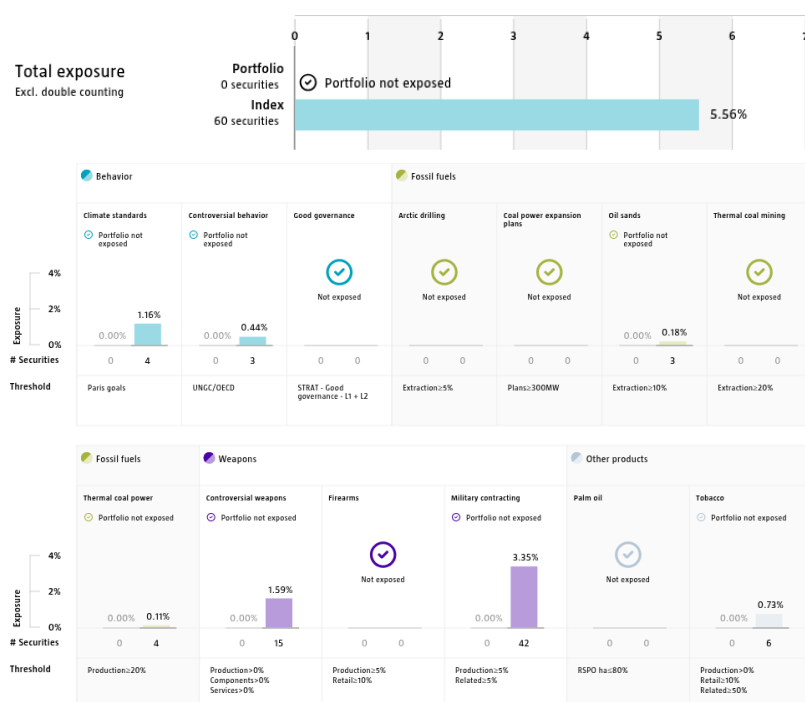 0 1 2 3 4 5 6 7
Total exposure
Excl. double counting
Portfolio
0 securities
Portfolio not exposed
Index
60 securities
5.56%
Behavior
Fossil fuels
Climate standards
Controversial behavior
Good governance
Arctic drilling
Coal power expansion
plans
Oil sands
Thermal coal mining
Portfolio not
exposed
Portfolio not
exposed
Portfolio not
exposed
Not exposed
Not exposed
Not exposed
Not exposed
Exposure
4%
2%
0%
0.00% 1.16%
0.00% 0.44%
0.00% 0.18%
# Securities 0 4 0 3 0 0 0 0 0 0 0 3 0 0
Threshold
Paris goals
UNGC/OECD
STRAT - Good
governance - L1 + L2
Extraction≥5%
Plans≥300MW
Extraction≥10%
Extraction≥20%
Fossil fuels
Weapons
Other products
Thermal coal power
Controversial weapons
Firearms
Military contracting
Palm oil
Tobacco
Portfolio not exposed
Portfolio not exposed
Portfolio not exposed
Portfolio not exposed
Not exposed
Not exposed
Exposure
4%
2%
0%
0.00% 0.11%
0.00% 1.59%
0.00% 3.35%
0.00% 0.73%
# Securities 0 4 0 15 0 0 0 42 0 0 0 6
Threshold
Production≥20%
Production>0%
Components>0%
Services>0%
Production≥5%
Retail≥10%
Production≥5%
Related≥5%
RSPO ha≤80%
Production>0%
Retail≥10%
Related≥50%